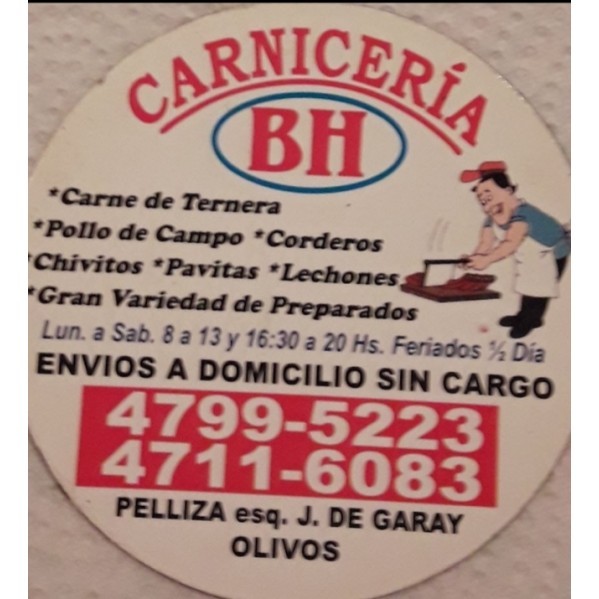 CARNICERÍA
BH
*Carne de Ternera
*Pollo de Campo *Corderos
*Chivitos *Pavitas *Lechones
*Gran Variedad de Preparados
Lun. a Sab. 8 a 13 y 16:30 a 20 Hs. Feriados ½ Día
ENVIOS A DOMICILIO SIN CARGO
4799-5223
4711-6083
PELLIZA esq. J. DE GARAY
OLIVOS